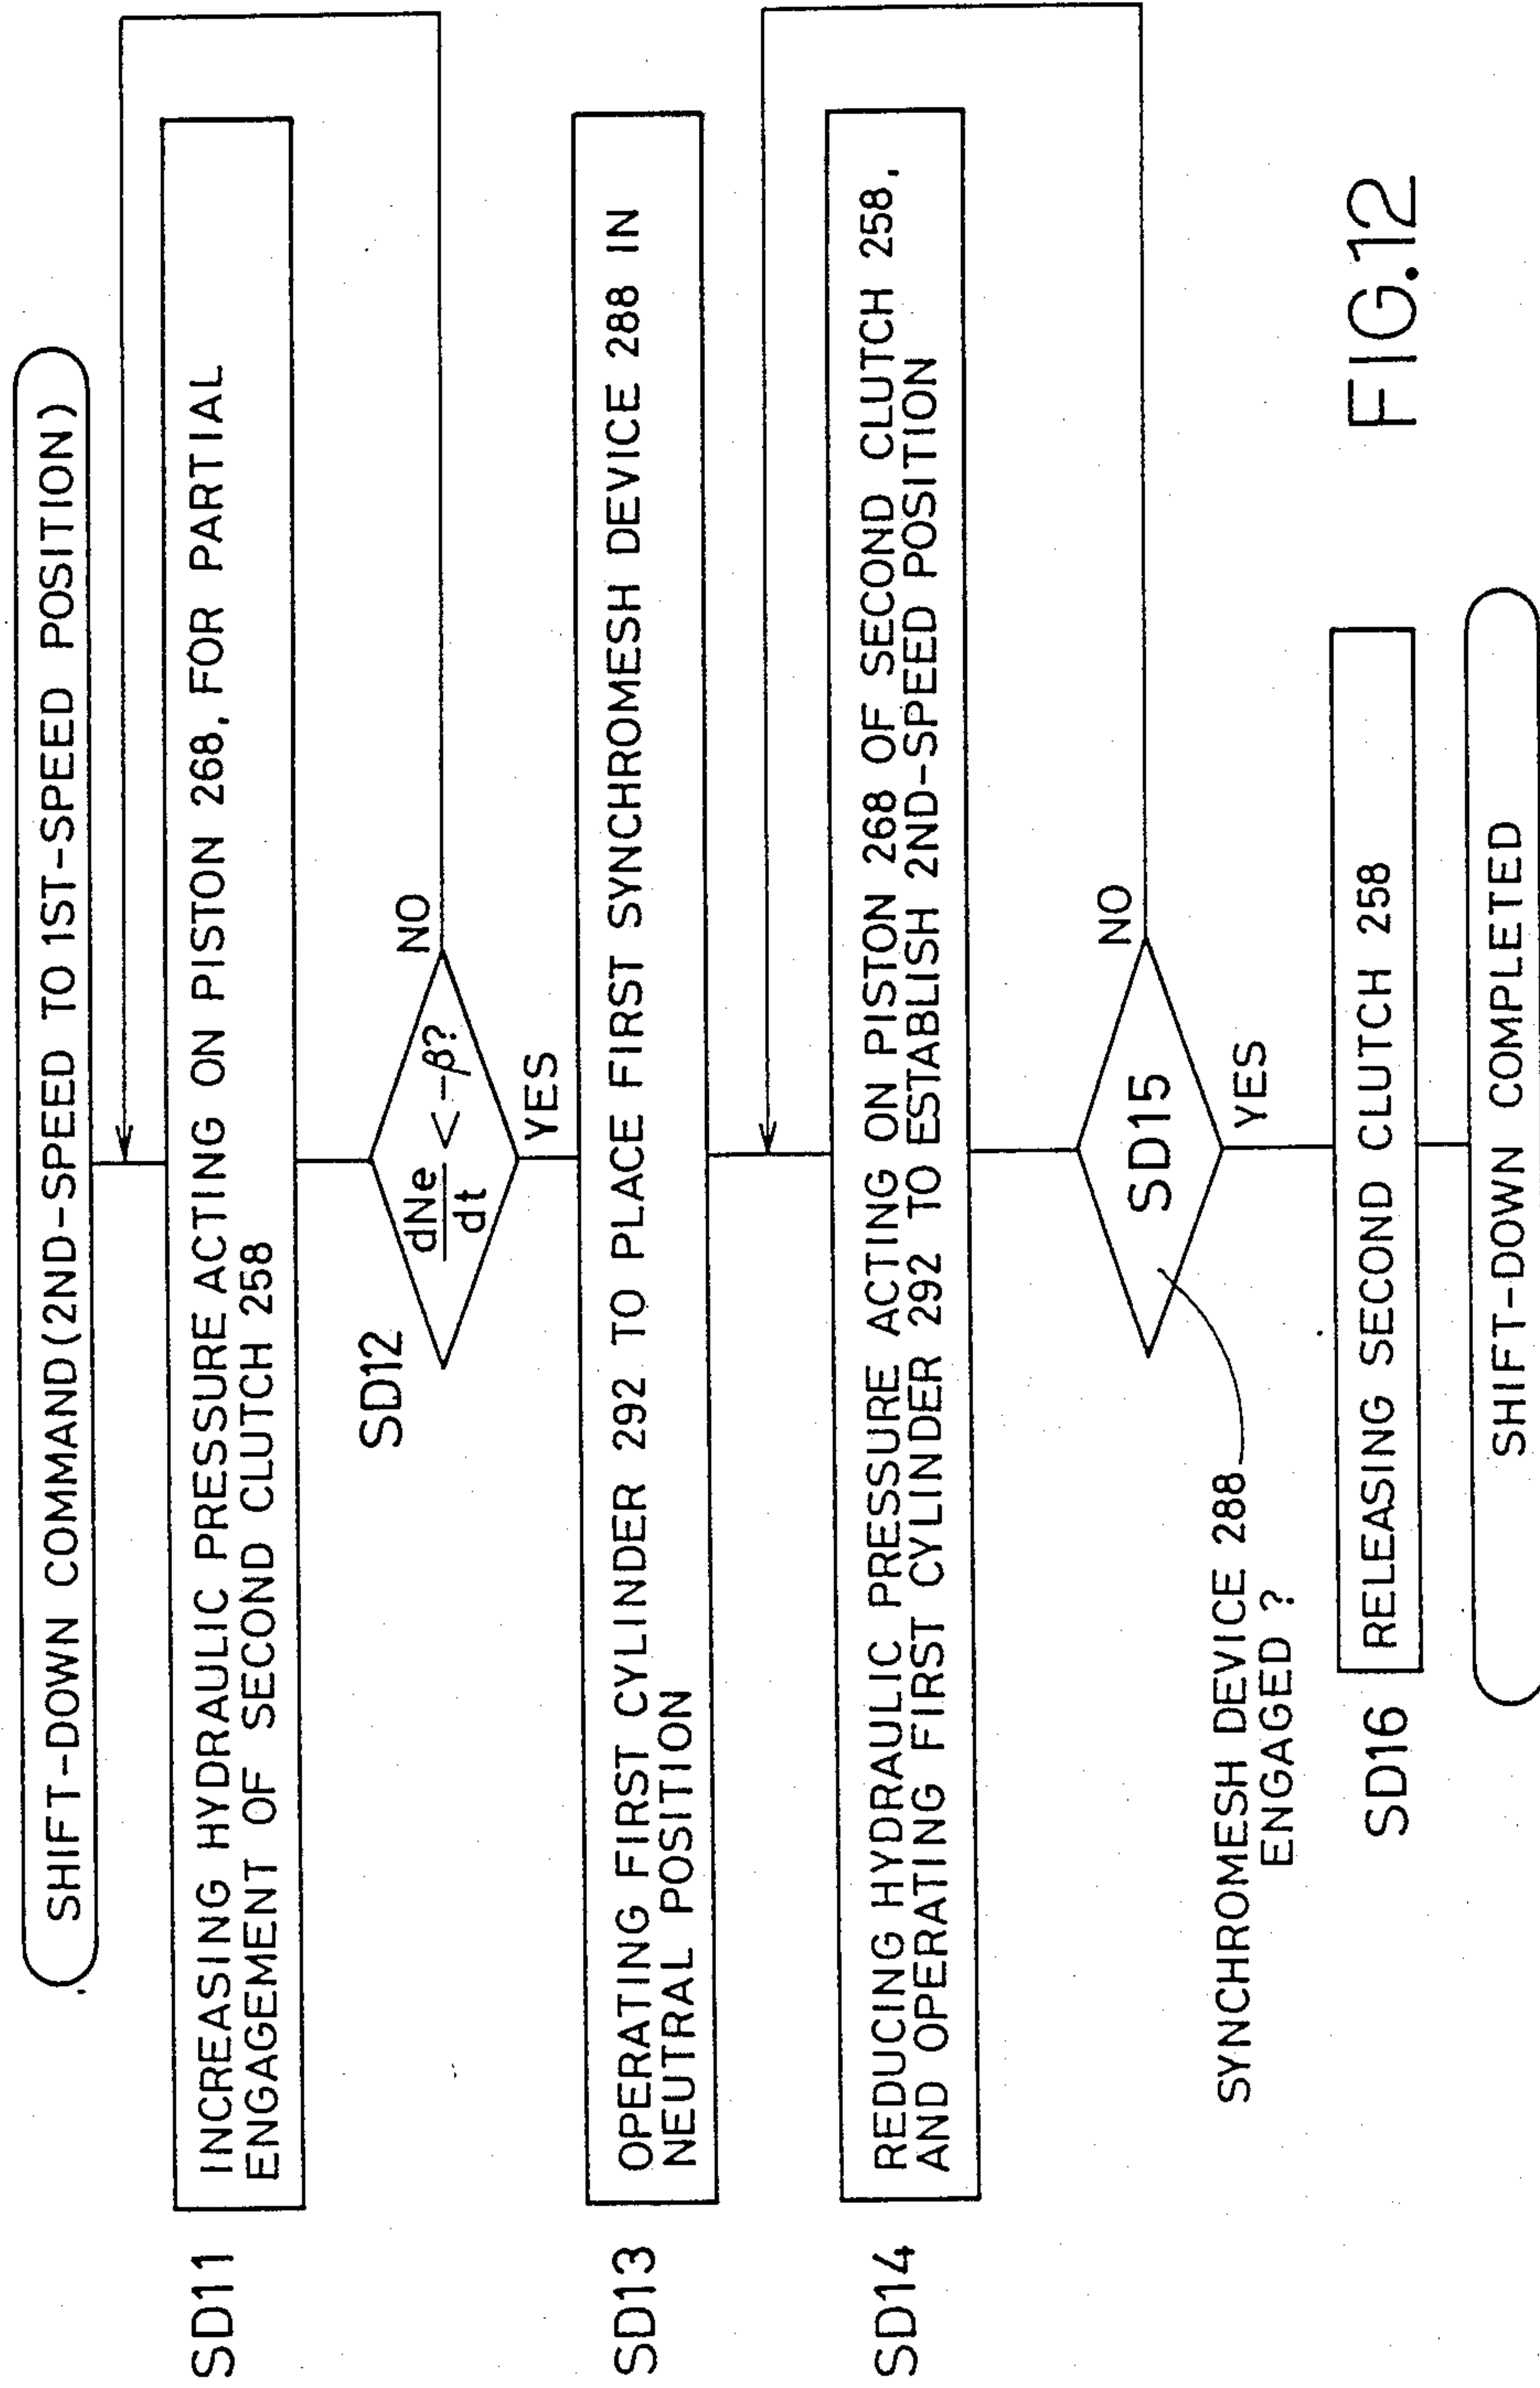 SHIFT-DOWN COMMAND (2ND-SPEED TO 1ST-SPEED POSITION)
SD11
INCREASING HYDRAULIC PRESSURE ACTING ON PISTON 268, FOR PARTIAL
ENGAGEMENT OF SECOND CLUTCH 258
SD12
dNe
dt
< -β?
NO
YES
SD13
OPERATING FIRST CYLINDER 292 TO PLACE FIRST SYNCHROMESH DEVICE 288 IN
NEUTRAL POSITION
SD14
REDUCING HYDRAULIC PRESSURE ACTING ON PISTON 268 OF SECOND CLUTCH 258,
AND OPERATING FIRST CYLINDER 292 TO ESTABLISH 2ND-SPEED POSITION
SD15
NO
YES
SYNCHROMESH DEVICE 288
ENGAGED ?
SD16
RELEASING SECOND CLUTCH 258
SHIFT-DOWN COMPLETED
FIG.12